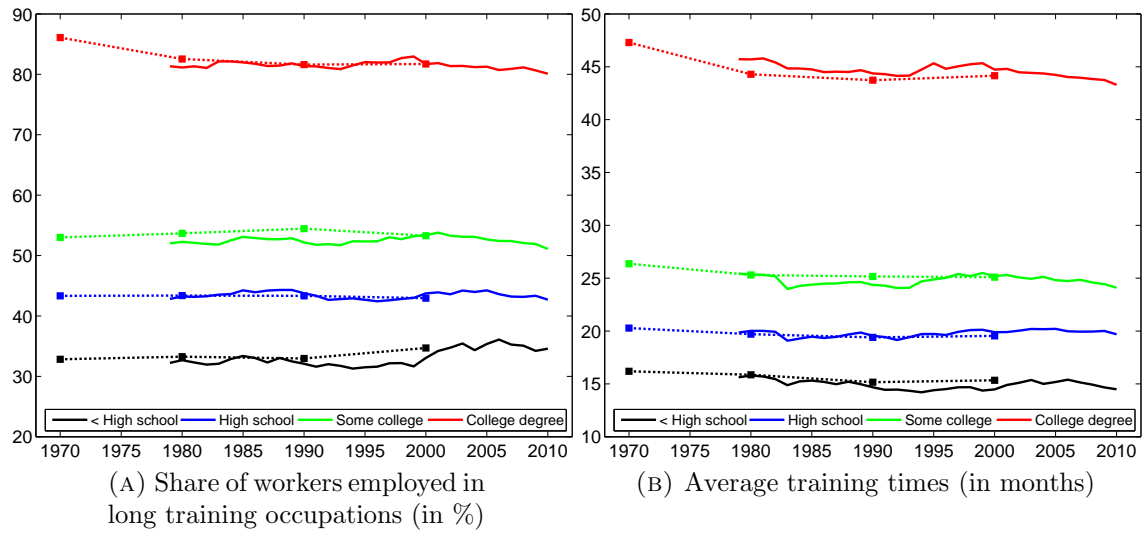 90
80
70
60
50
40
30
20
1970 1975 1980 1985 1990 1995 2000 2005 2010
< High school High school Some college College degree
(A) Share of workers employed in
long training occupations (in %)
50
45
40
35
30
25
20
15
10
1970 1975 1980 1985 1990 1995 2000 2005 2010
< High school High school Some college College degree
(B) Average training times (in months)